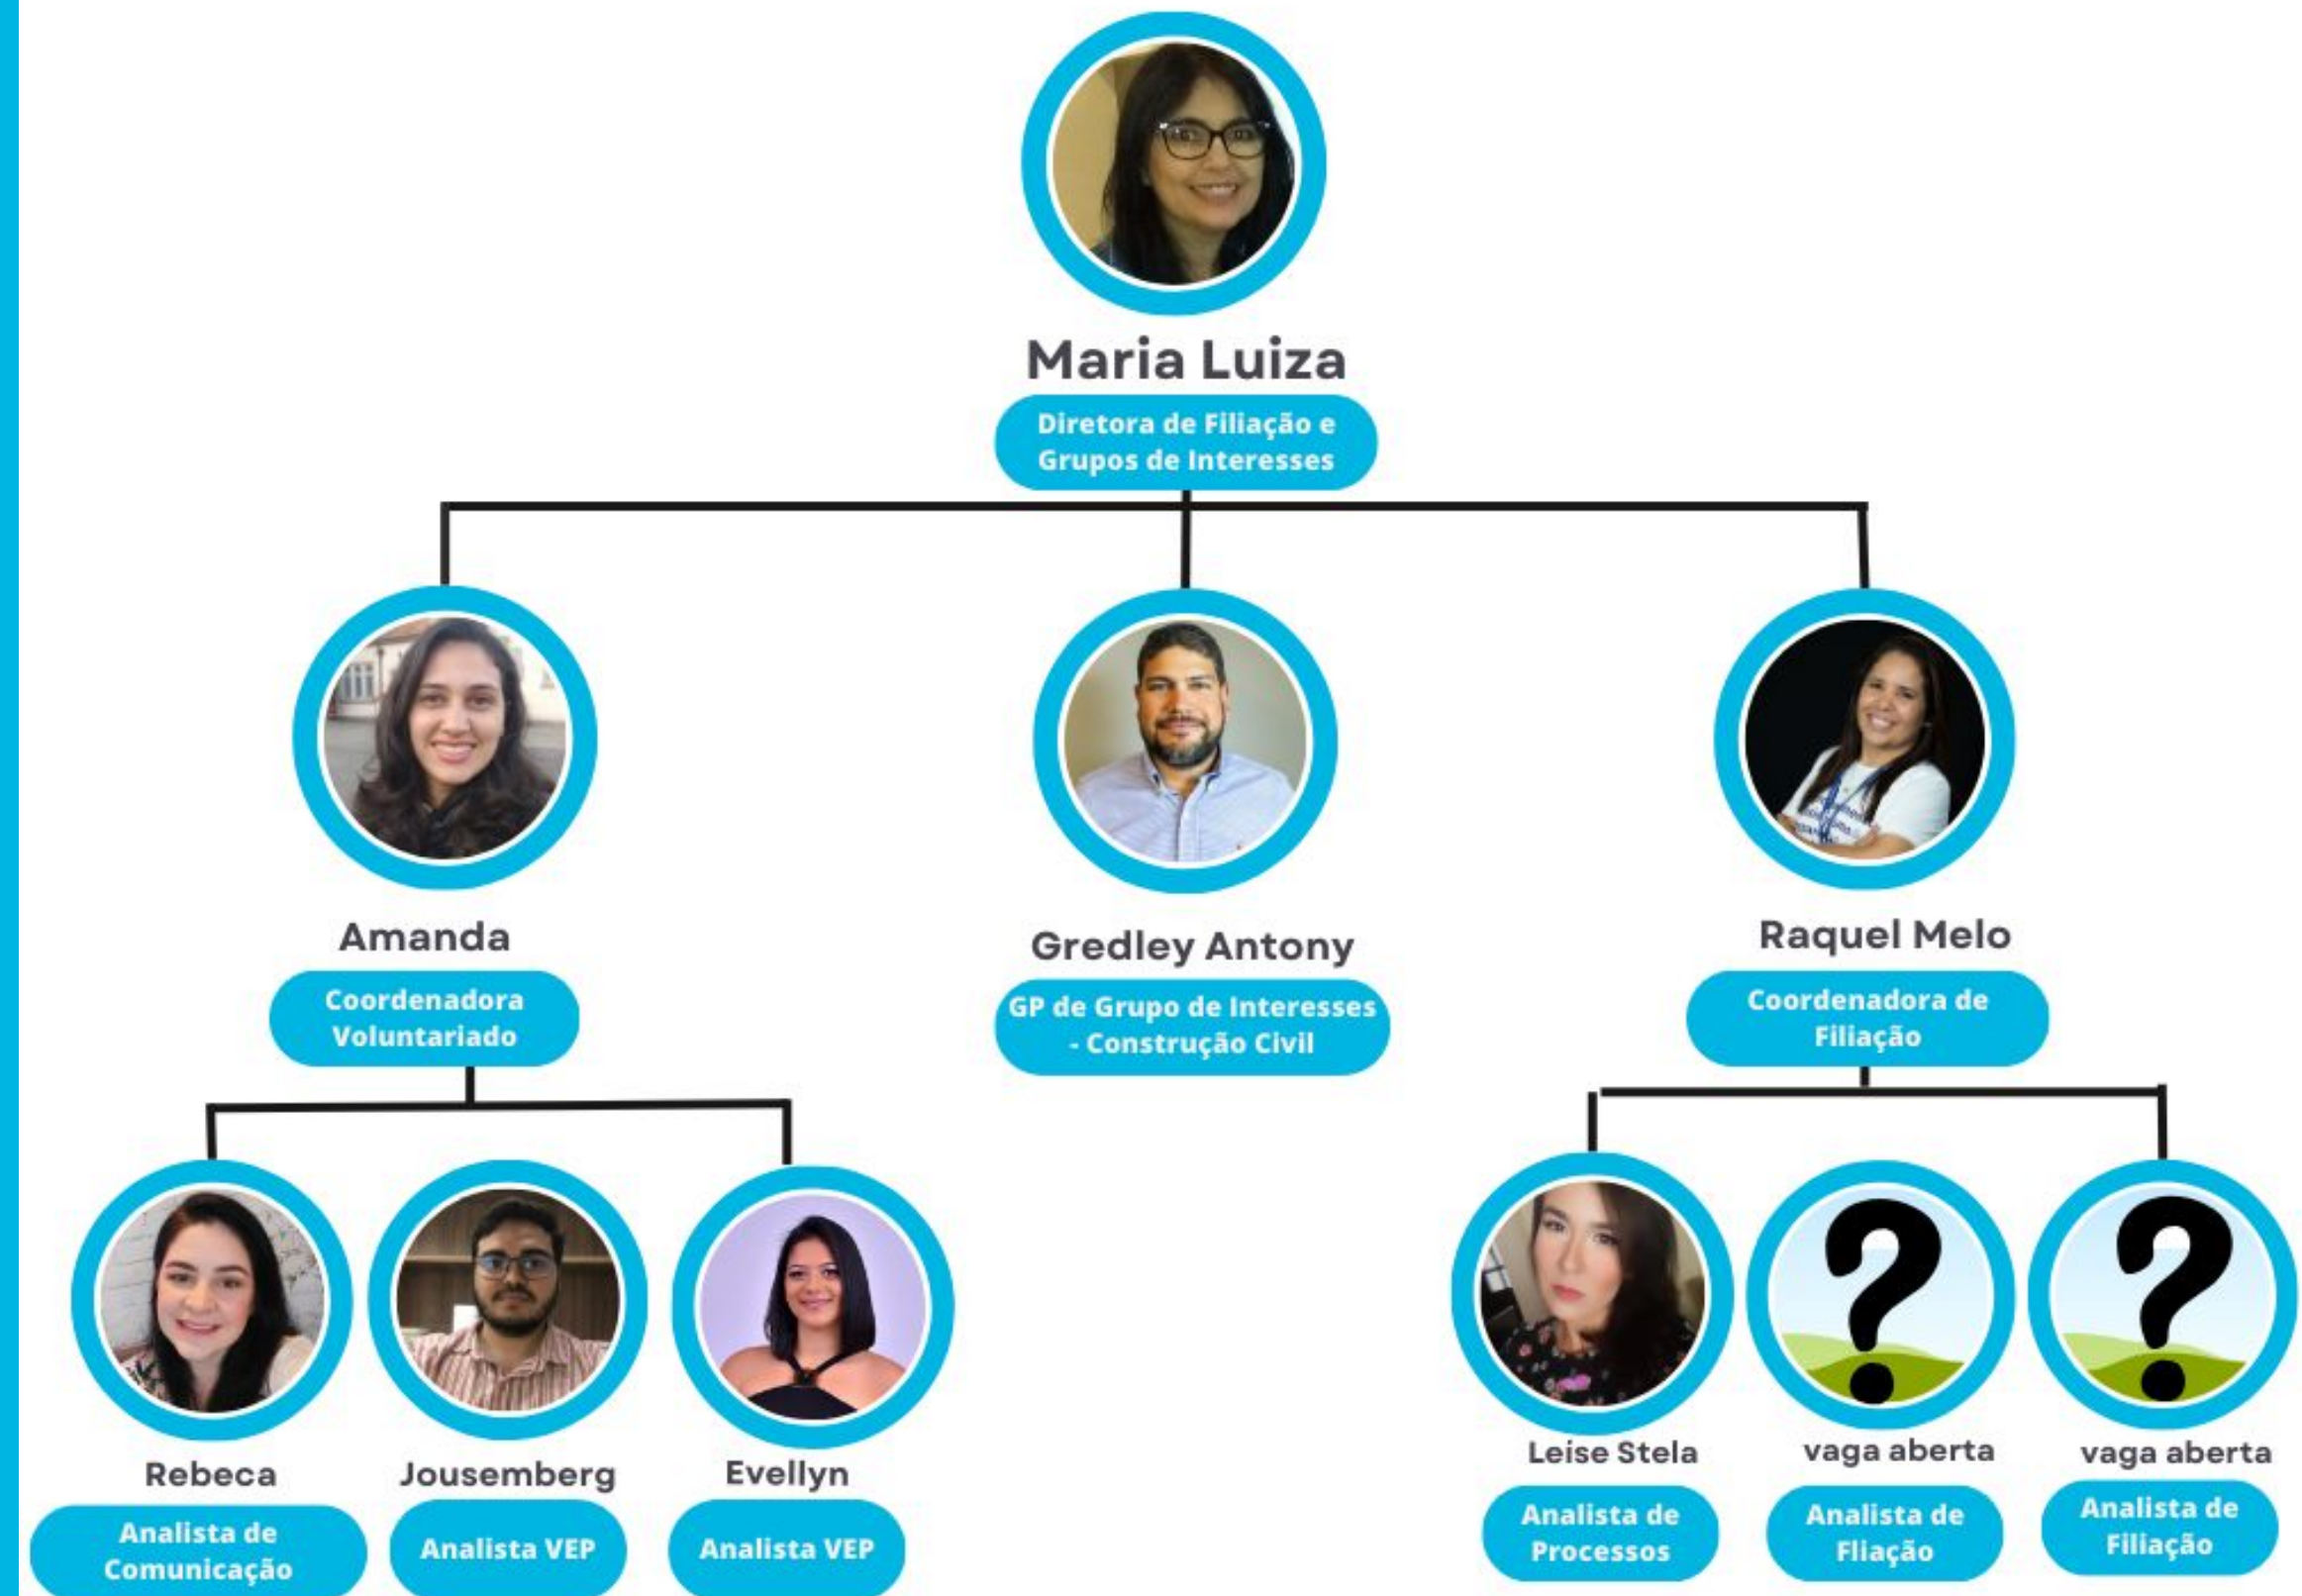 Maria Luiza
Diretora de Filiação e
Grupos de Interesses
Amanda
Coordenadora
Voluntariado
Gredley Antony
GP de Grupo de Interesses
- Construção Civil
Raquel Melo
Coordenadora de
Filiação
Rebeca
Analista de
Comunicação
Jousemberg
Analista VEP
Evellyn
Analista VEP
Leise Stela
Analista de
Processos
vaga aberta
Analista de
Fliação
vaga aberta
Analista de
Filiação